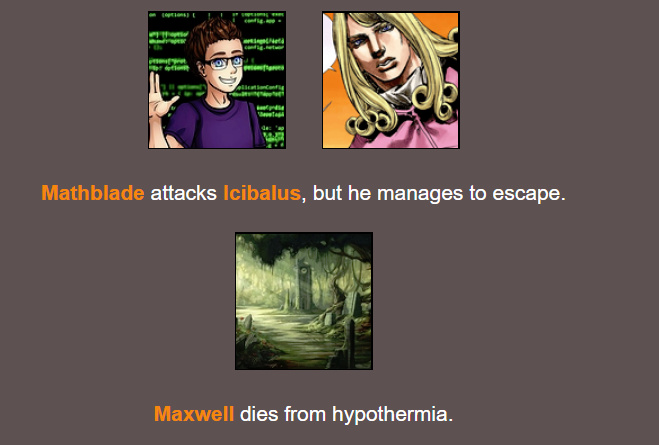 Mathblade attacks Icibalus, but he manages to escape.
Maxwell dies from hypothermia.